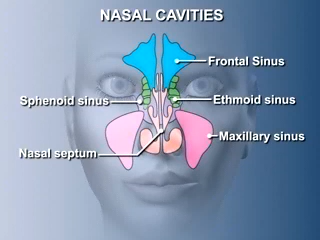 NASAL CAVITIES
Frontal Sinus
Sphenoid sinus
Ethmoid sinus
Maxillary sinus
Nasal septum